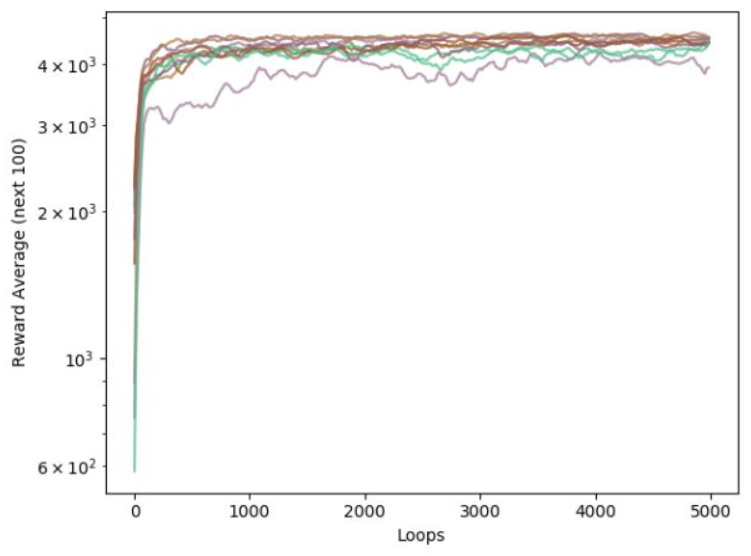 Reward Average (next 100)
4 × 10³
3 × 10³
2 × 10³
10³
6 × 10²
0 1000 2000 3000 4000 5000
Loops